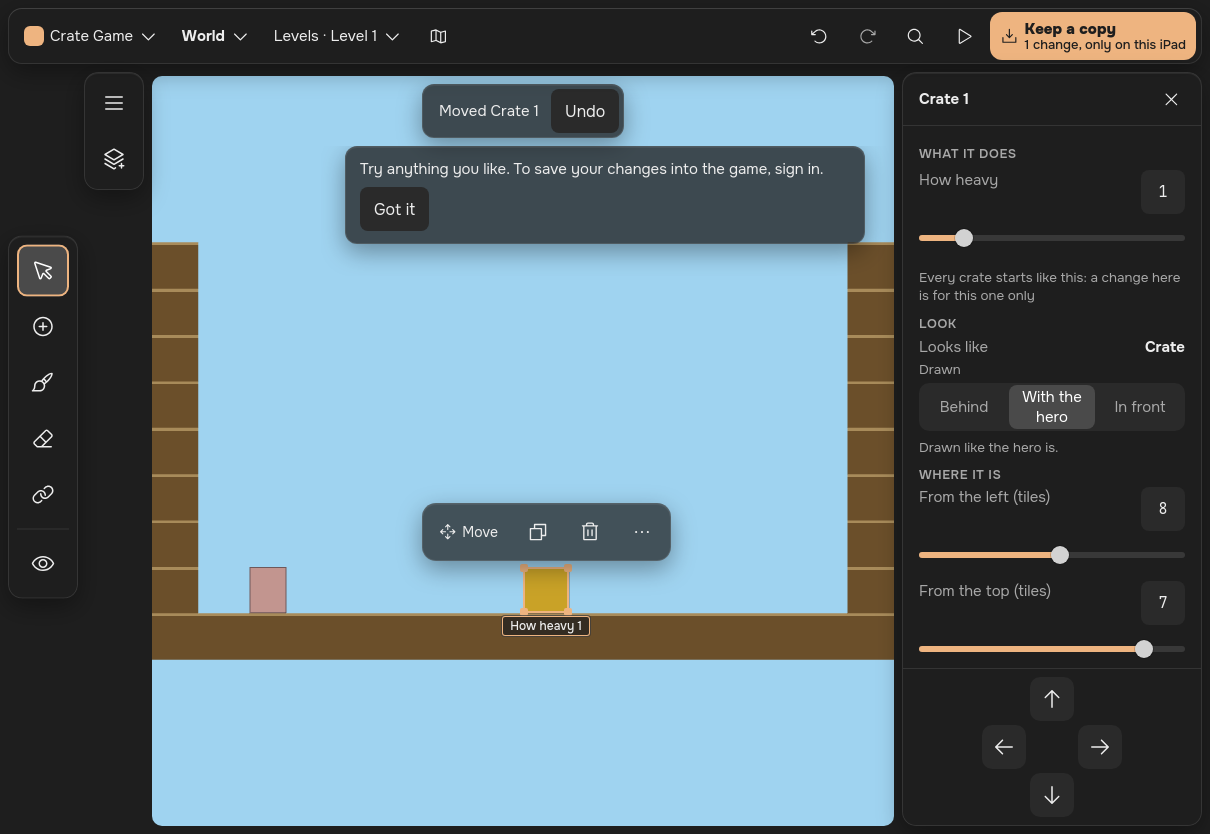 Crate Game
World
Levels · Level 1
Keep a copy
1 change, only on this iPad
Moved Crate 1
Undo
Try anything you like. To save your changes into the game, sign in.
Got it
Move
How heavy 1
Crate 1
WHAT IT DOES
How heavy
1
Every crate starts like this: a change here
is for this one only
LOOK
Looks like
Crate
Drawn
Behind
With the
hero
In front
Drawn like the hero is.
WHERE IT IS
From the left (tiles)
8
From the top (tiles)
7